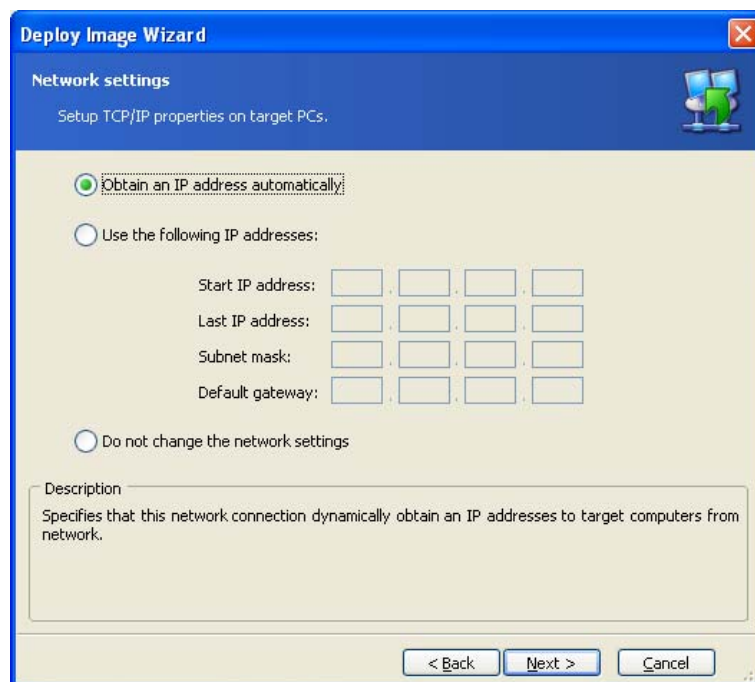 Deploy Image Wizard
Network settings
Setup TCP/IP properties on target PCs.
Obtain an IP address automatically
Use the following IP addresses:
Start IP address:
Last IP address:
Subnet mask:
Default gateway:
Do not change the network settings
Description
Specifies that this network connection dynamically obtain an IP addresses to target computers from
network.
< Back
Next >
Cancel